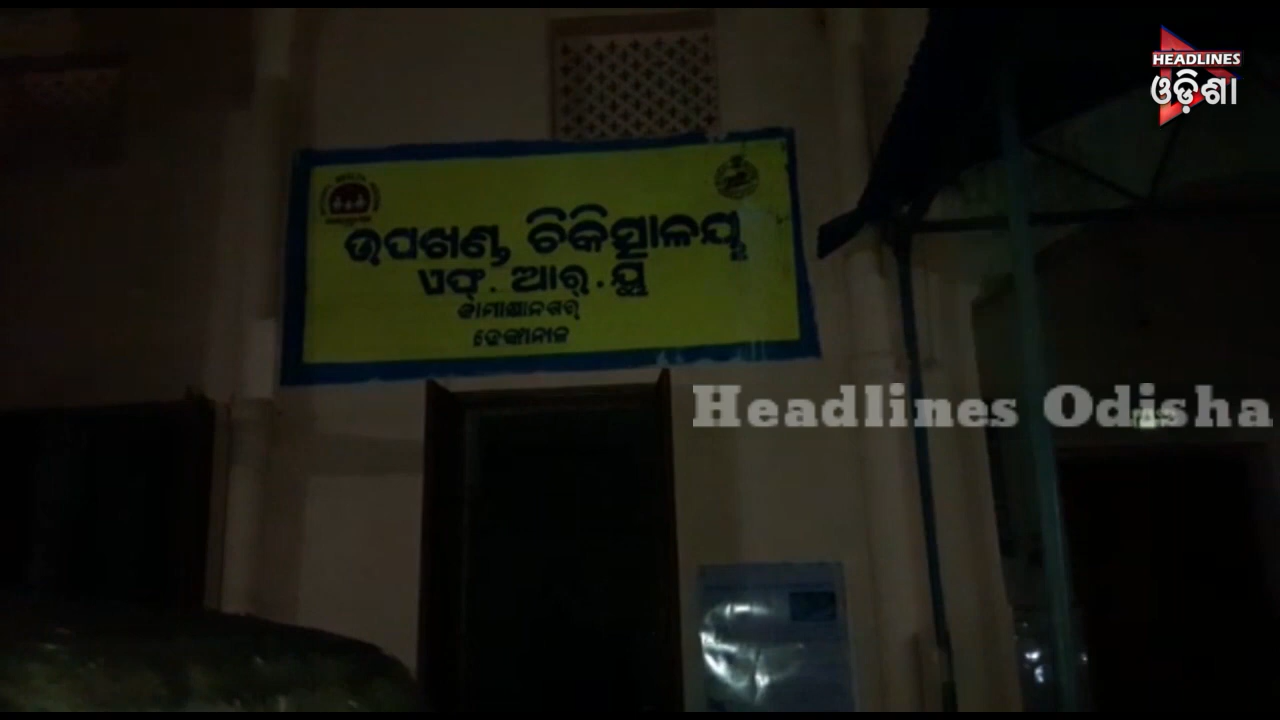 HEADLINES
ଓଡ଼ିଶା
ଉପଖଣ୍ଡ ଚିକିତ୍ସାଳୟ
ଏଫ୍. ଆର୍. ୟୁ
କାମାକ୍ଷାନଗର
ଢେଙ୍କାନାଳ
Headlines Odisha